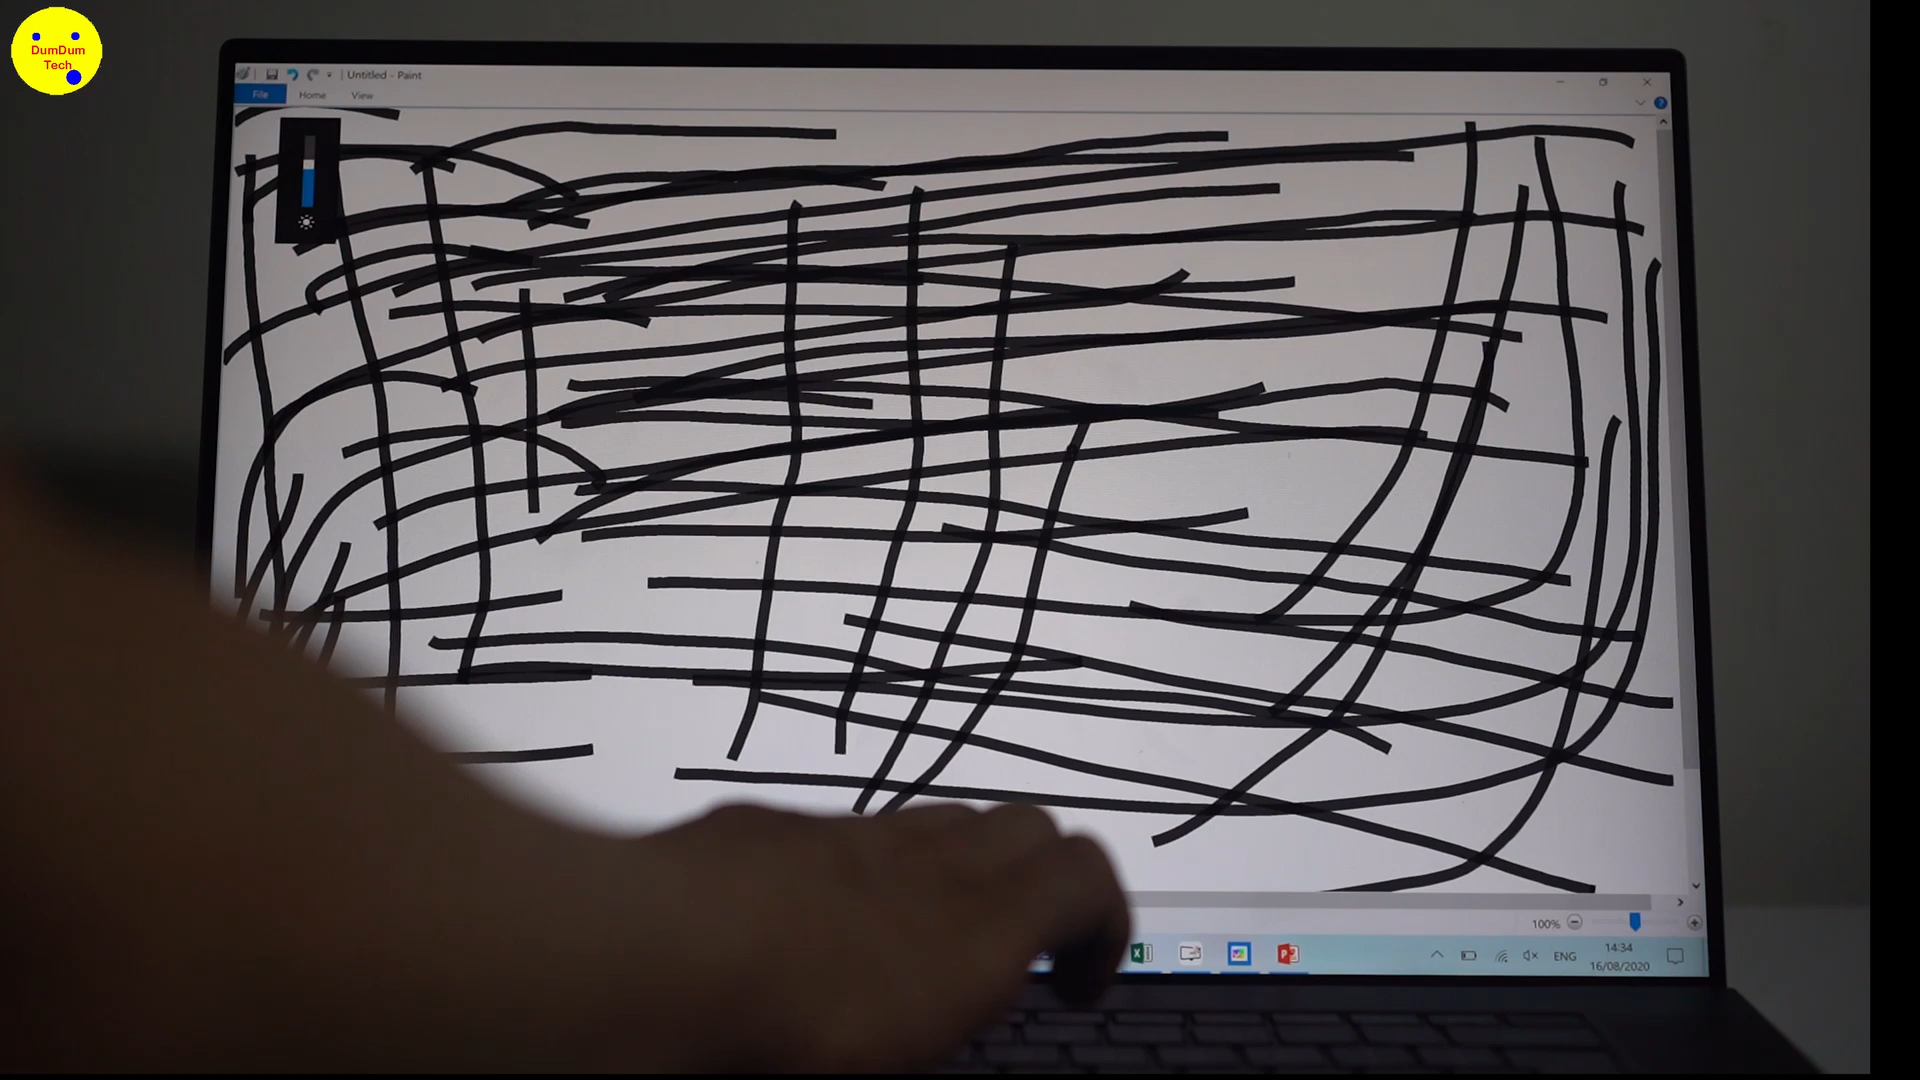 DumDum
Tech
Untitled - Paint
File Home View
100%
ENG
14:34
16/08/2020